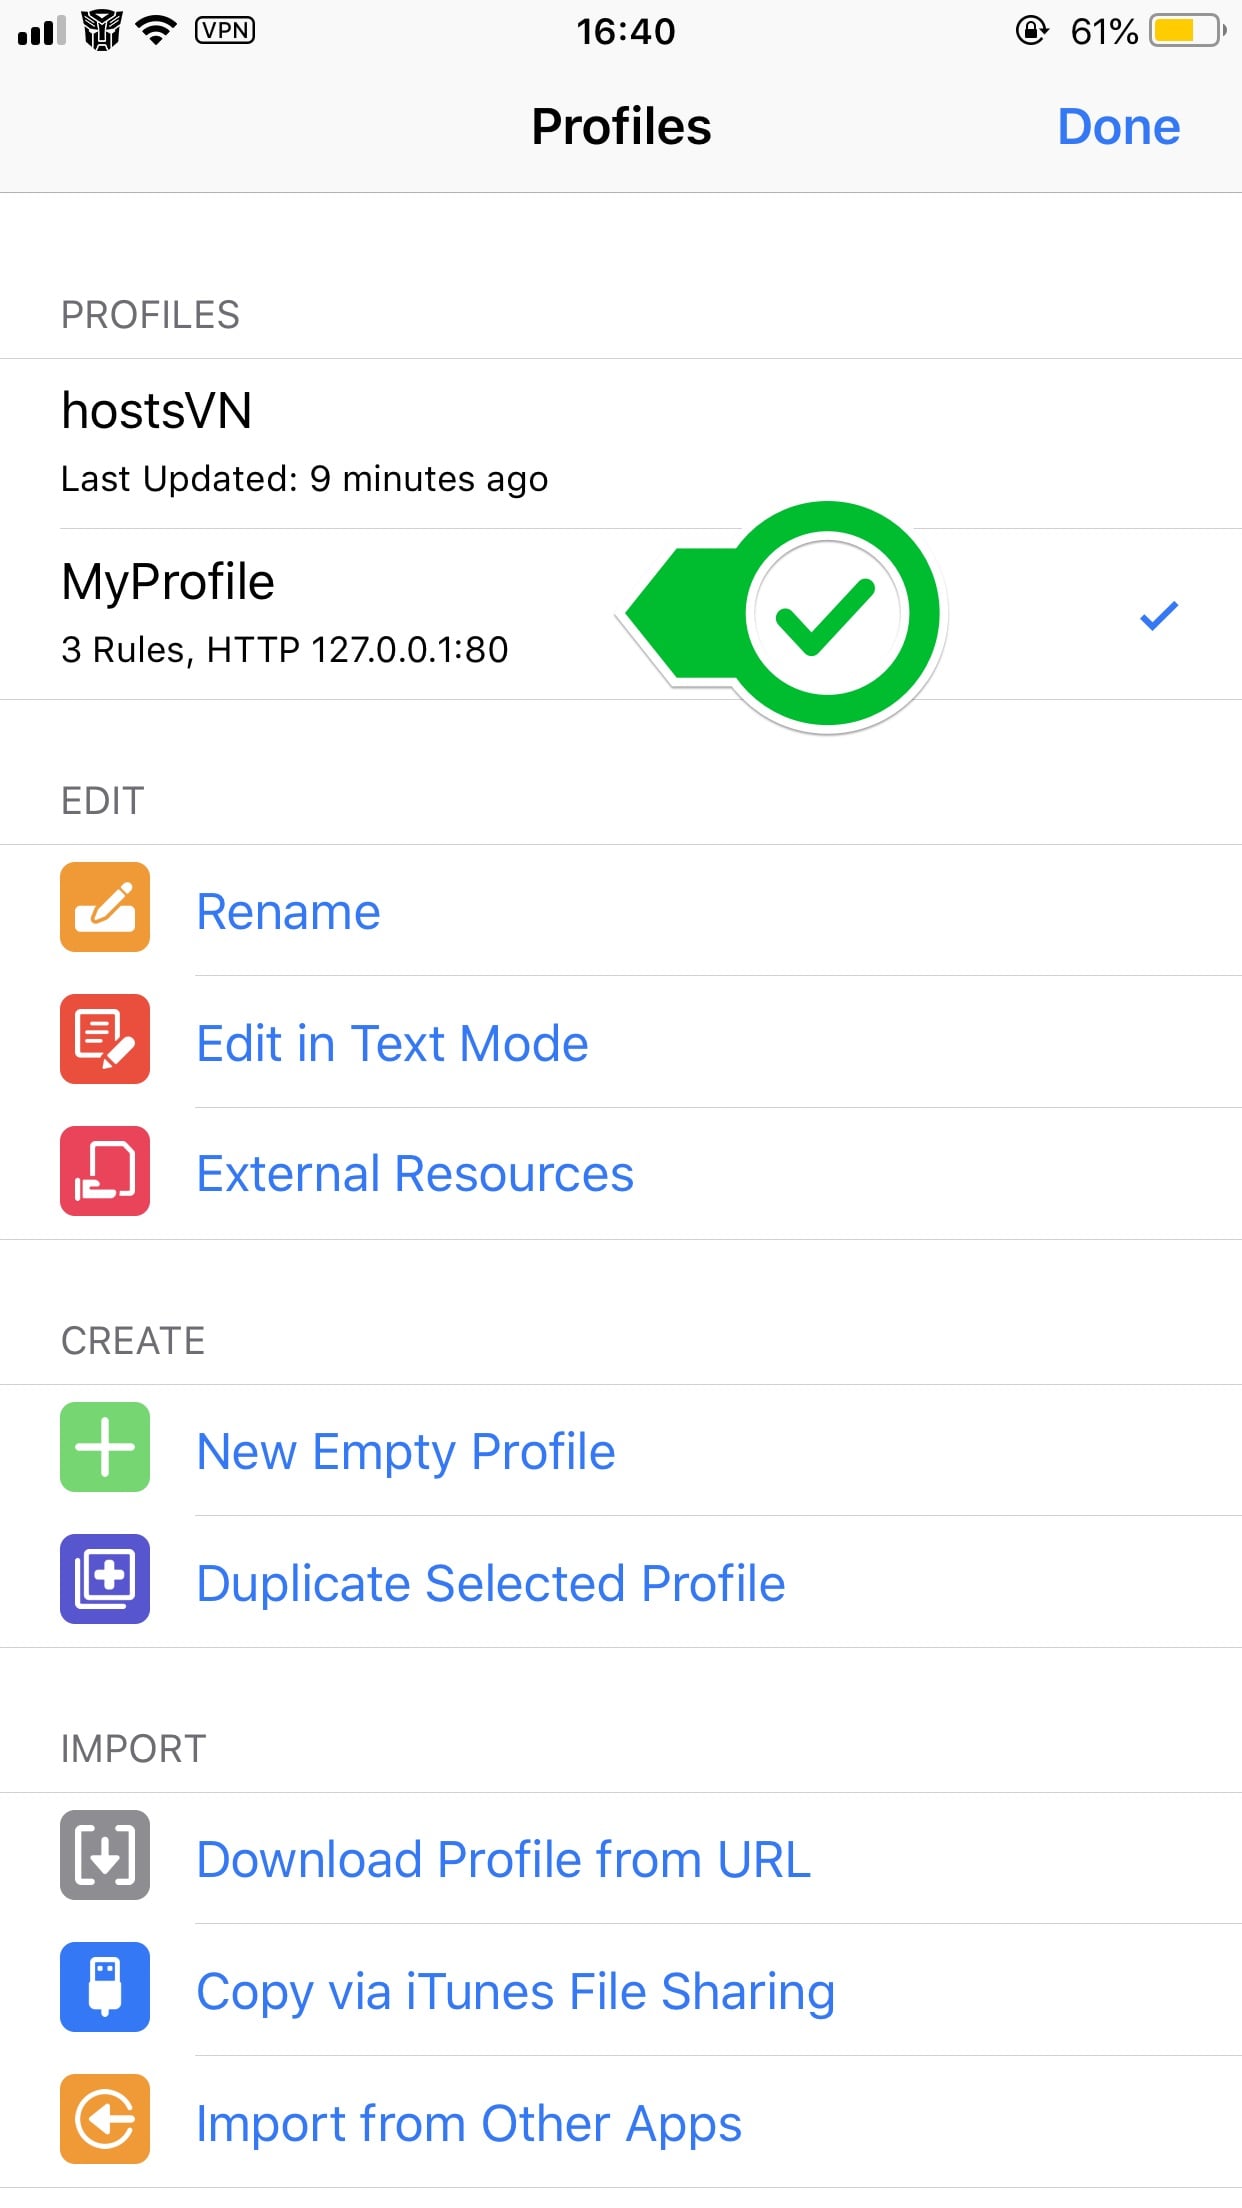 VPN
16:40
61%
Profiles
Done
PROFILES
hostsVN
Last Updated: 9 minutes ago
MyProfile
3 Rules, HTTP 127.0.0.1:80
EDIT
Rename
Edit in Text Mode
External Resources
CREATE
New Empty Profile
Duplicate Selected Profile
IMPORT
Download Profile from URL
Copy via iTunes File Sharing
Import from Other Apps